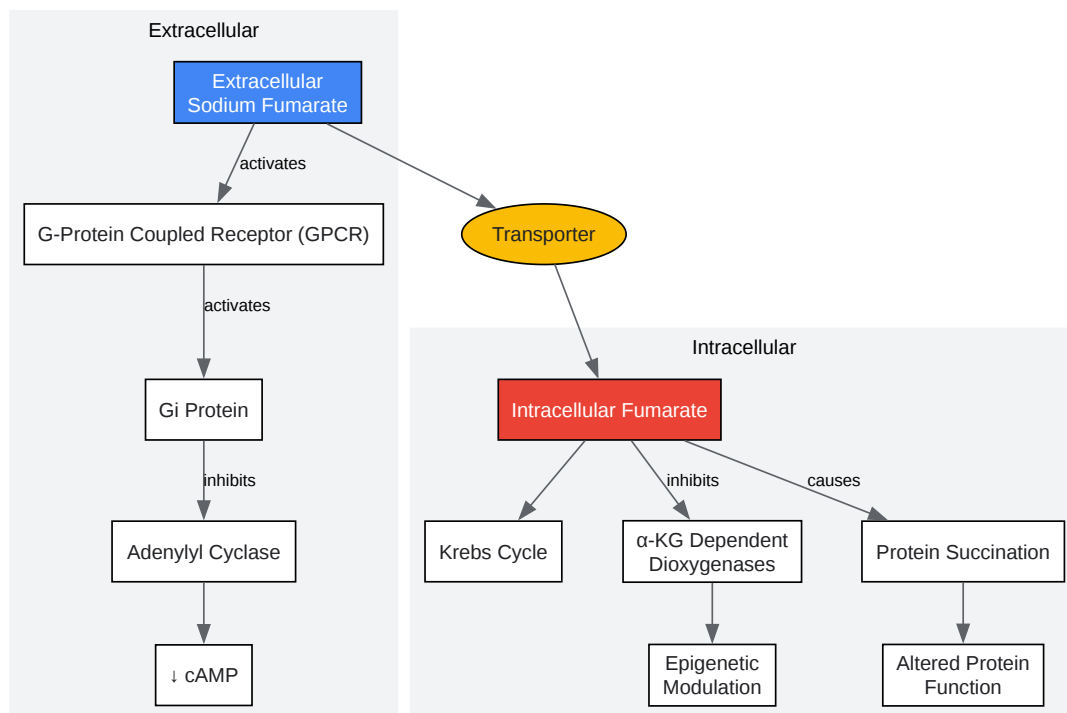 Extracellular
Extracellular
Sodium Fumarate
activates
G-Protein Coupled Receptor (GPCR)
Transporter
activates
Intracellular
Gi Protein
Intracellular Fumarate
inhibits
inhibits
causes
Adenylyl Cyclase
Krebs Cycle
α-KG Dependent
Dioxygenases
Protein Succination
↓ cAMP
Epigenetic
Modulation
Altered Protein
Function